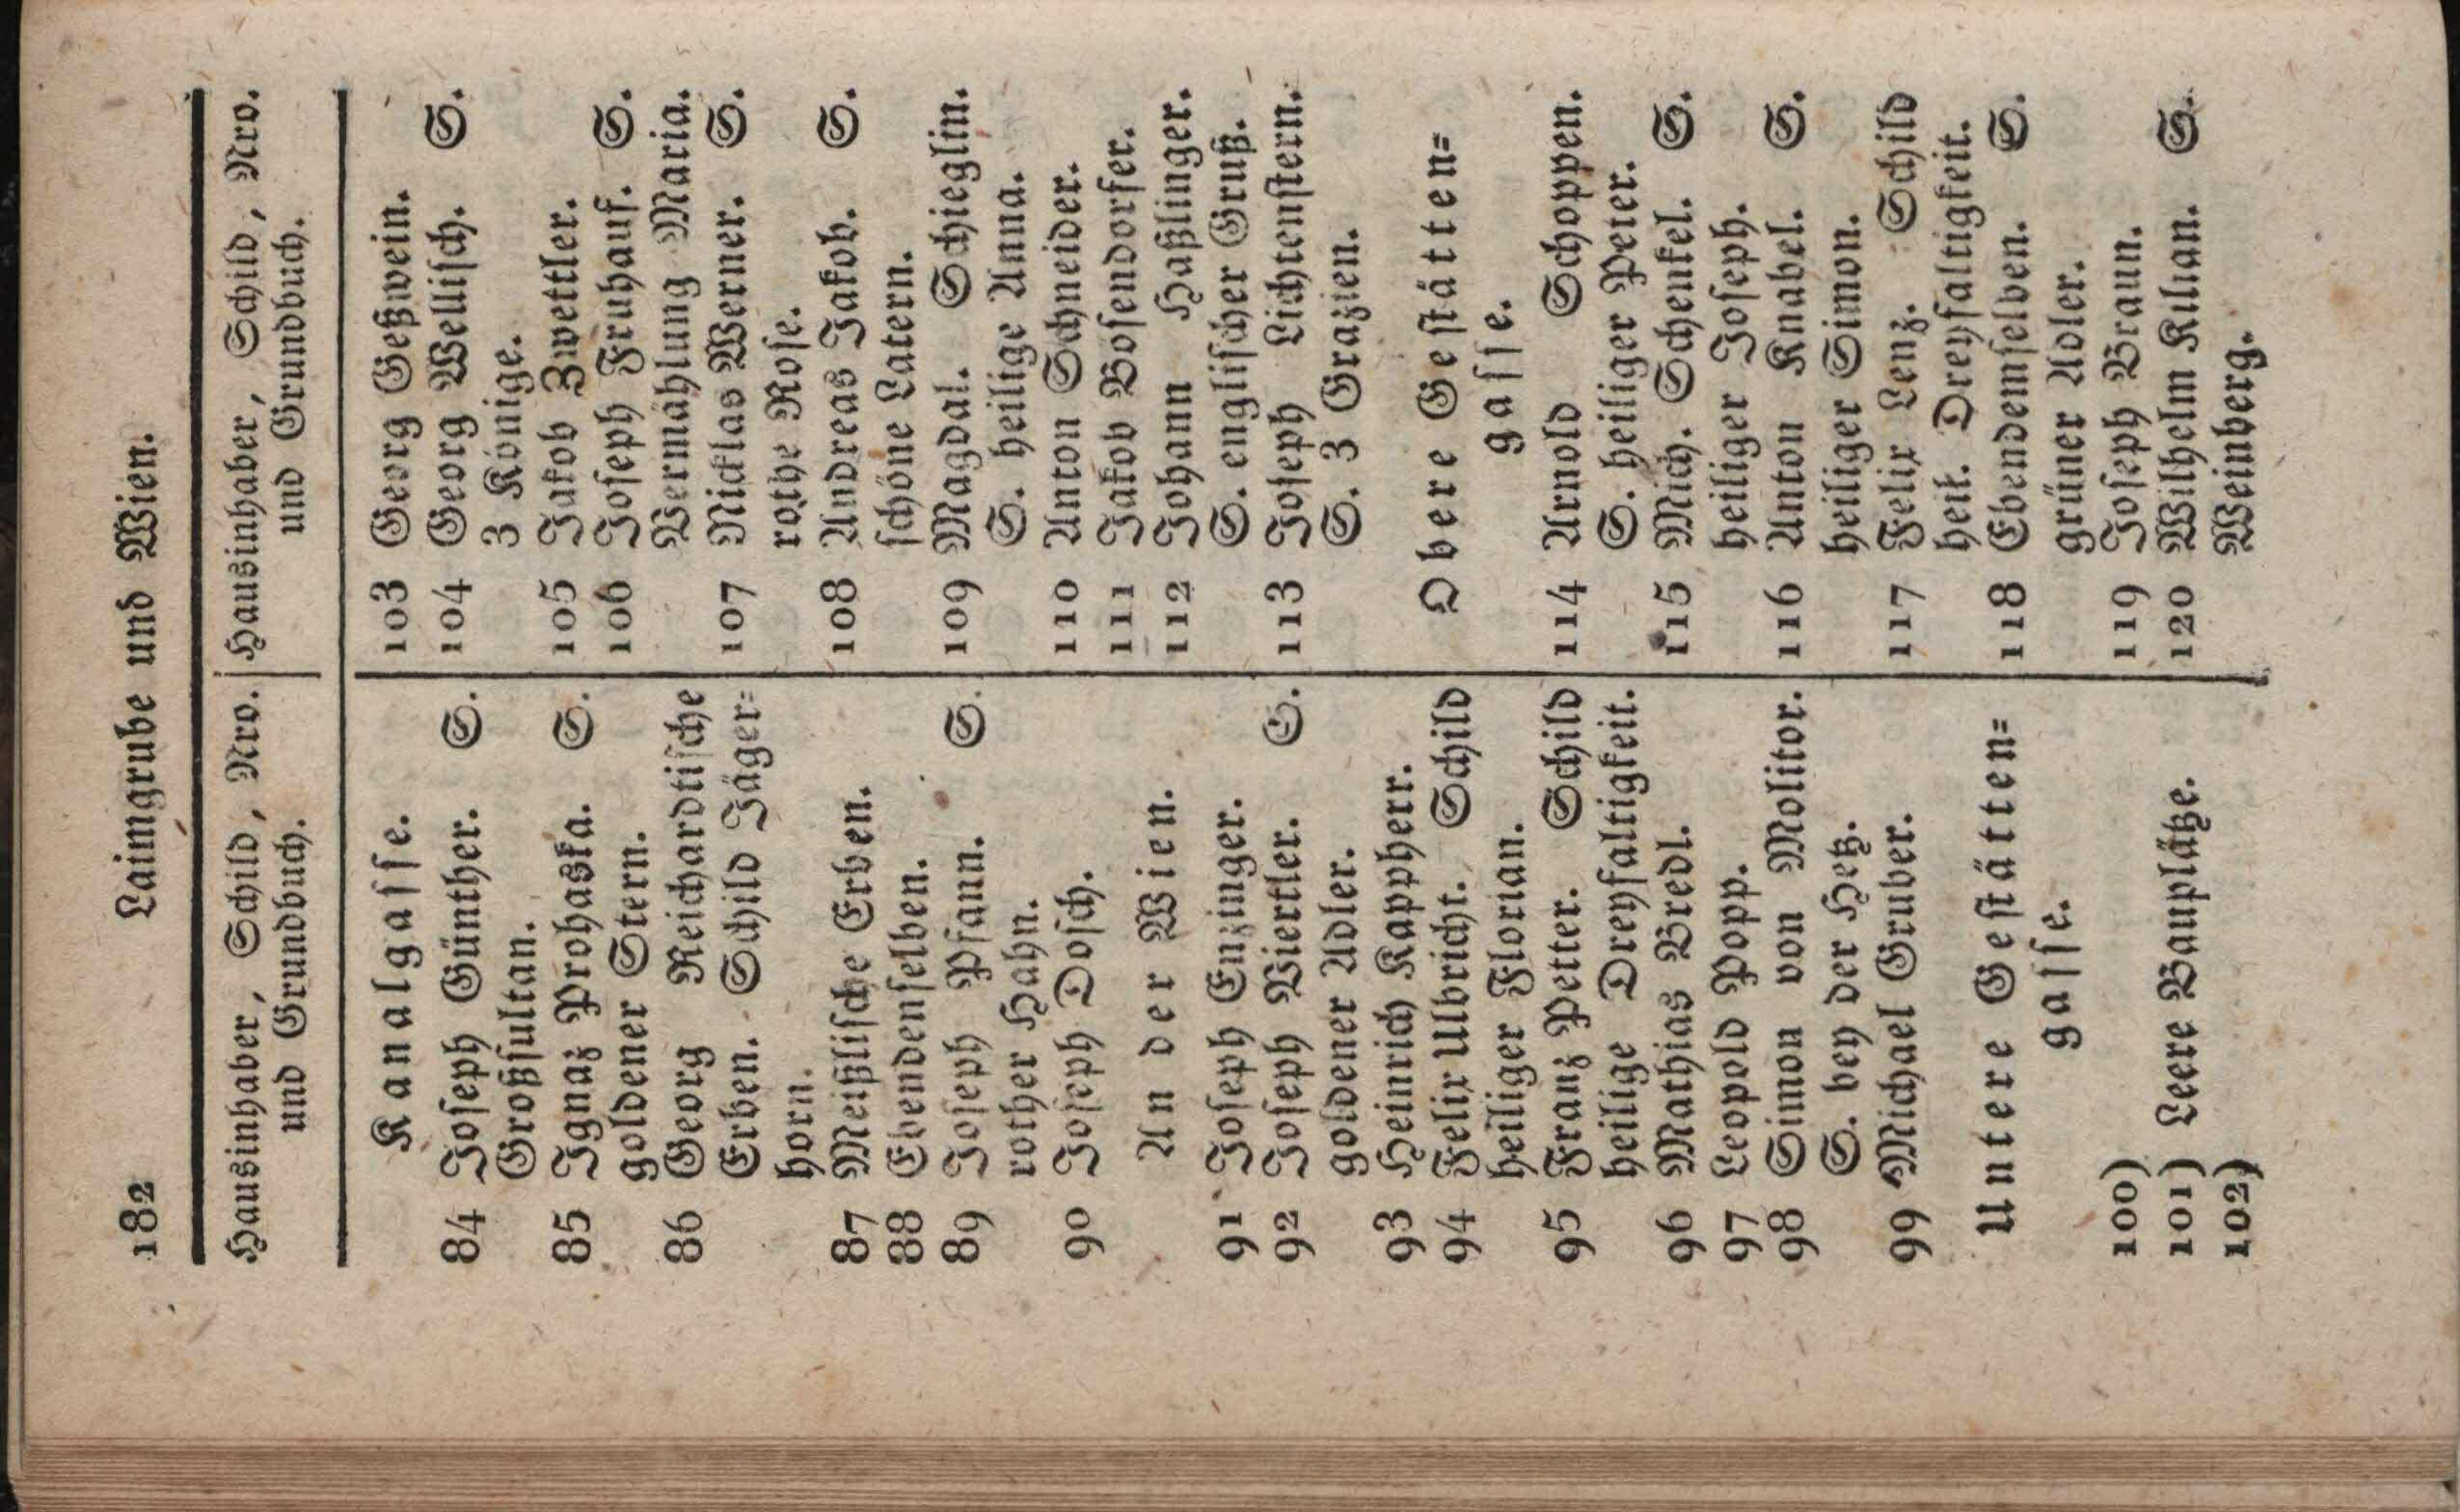 182 Laimgrube und Wien.
Hausinhaber, Schild, Nro.
und Grundbuch.
Kanalgasse.
84 Joseph Günther. S.
Großsultan.
85 Ignaz Prohaska. S.
goldener Stern.
86 Georg Reichardtische
Erben. Schild Jäger=
horn.
87 Meißlische Erben.
88 Ebendenselben.
89 Joseph Pfann. S.
rother Hahn.
90 Joseph Dosch.
An der Wien.
91 Joseph Enzinger.
92 Joseph Viertler. S.
goldener Adler.
93 Heinrich Kappherr.
94 Felix Ulbricht. Schild
heiliger Florian.
95 Franz Petter. Schild
heilige Dreyfaltigkeit.
96 Mathias Bredl.
97 Leopold Popp.
98 Simon von Molitor.
S. bey der Hetz.
99 Michael Gruber.
Untere Gestätten=
gasse.
100)
101) Leere Bauplätze.
102)
Hausinhaber, Schild, Nro.
und Grundbuch.
103 Georg Geßwein.
104 Georg Wellisch. S.
3 Könige.
105 Jakob Zwettler.
106 Joseph Fruhauf. S.
Vermählung Maria.
107 Nicklas Werner. S.
rothe Rose.
108 Andreas Jakob. S.
schöne Latern.
109 Magdal. Schieglin.
S. heilige Anna.
110 Anton Schneider.
111 Jakob Bosendorfer.
112 Johann Haßlinger.
S. englischer Gruß.
113 Joseph Lichtenstern.
S. 3 Grazien.
Obere Gestätten=
gasse.
114 Arnold Schoppen.
S. heiliger Peter.
115 Mich. Schenkel. S.
heiliger Joseph.
116 Anton Knabel. S.
heiliger Simon.
117 Felix Lenz. Schild
heil. Dreyfaltigkeit.
118 Ebendemselben. S.
grüner Adler.
119 Joseph Braun.
120 Wilhelm Kilian. S.
Weinberg.